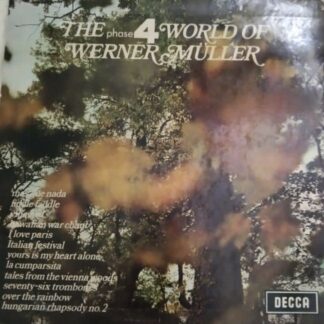 THE phase 4 WORLD OF
WERNER MÜLLER
nada
fiddle faddle
hawaiian war chant
I love paris
Italian festival
yours is my heart alone
la cumparsita
tales from the vienna woods
seventy-six trombones
over the rainbow
hungarian rhapsody no. 2
DECCA